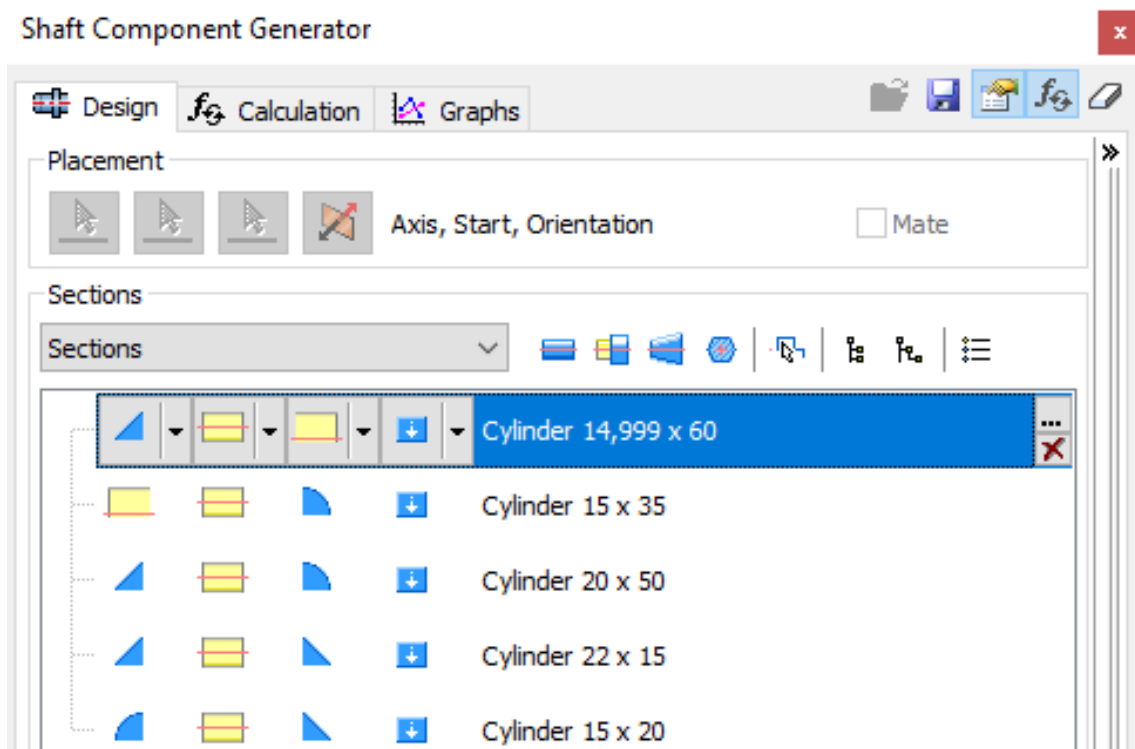 Shaft Component Generator
x
Design
Calculation
Graphs
Placement
Axis, Start, Orientation
Mate
Sections
Sections
Cylinder 14,999 x 60
...
Cylinder 15 x 35
Cylinder 20 x 50
Cylinder 22 x 15
Cylinder 15 x 20